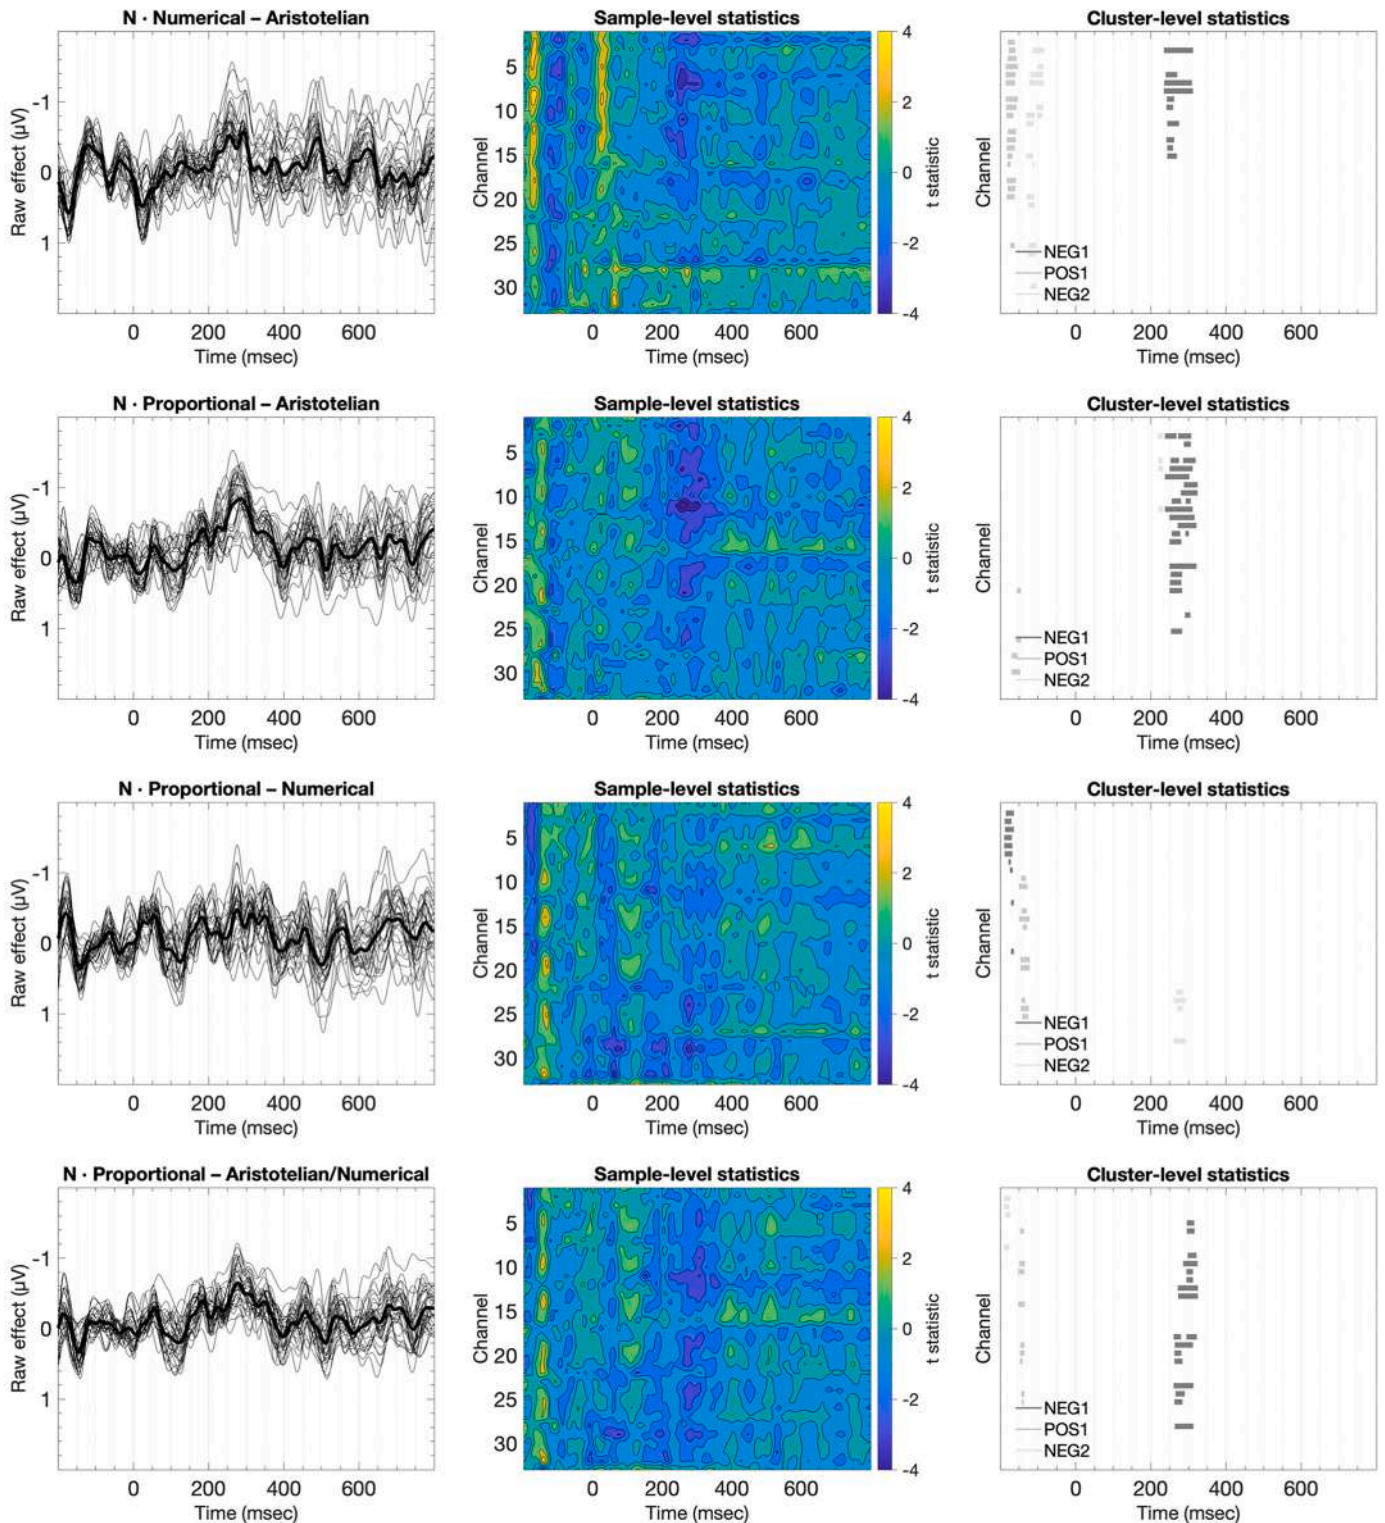 N · Numerical – Aristotelian
Raw effect (µV)
-1
0
1
0 200 400 600
Time (msec)
Sample-level statistics
Channel
5
10
15
20
25
30
0 200 400 600
Time (msec)
4
2
0
-2
-4
t statistic
Cluster-level statistics
Channel
NEG1
POS1
NEG2
0 200 400 600
Time (msec)
N · Proportional – Aristotelian
Raw effect (µV)
-1
0
1
0 200 400 600
Time (msec)
Sample-level statistics
Channel
5
10
15
20
25
30
0 200 400 600
Time (msec)
4
2
0
-2
-4
t statistic
Cluster-level statistics
Channel
NEG1
POS1
NEG2
0 200 400 600
Time (msec)
N · Proportional – Numerical
Raw effect (µV)
-1
0
1
0 200 400 600
Time (msec)
Sample-level statistics
Channel
5
10
15
20
25
30
0 200 400 600
Time (msec)
4
2
0
-2
-4
t statistic
Cluster-level statistics
Channel
NEG1
POS1
NEG2
0 200 400 600
Time (msec)
N · Proportional – Aristotelian/Numerical
Raw effect (µV)
-1
0
1
0 200 400 600
Time (msec)
Sample-level statistics
Channel
5
10
15
20
25
30
0 200 400 600
Time (msec)
4
2
0
-2
-4
t statistic
Cluster-level statistics
Channel
NEG1
POS1
NEG2
0 200 400 600
Time (msec)